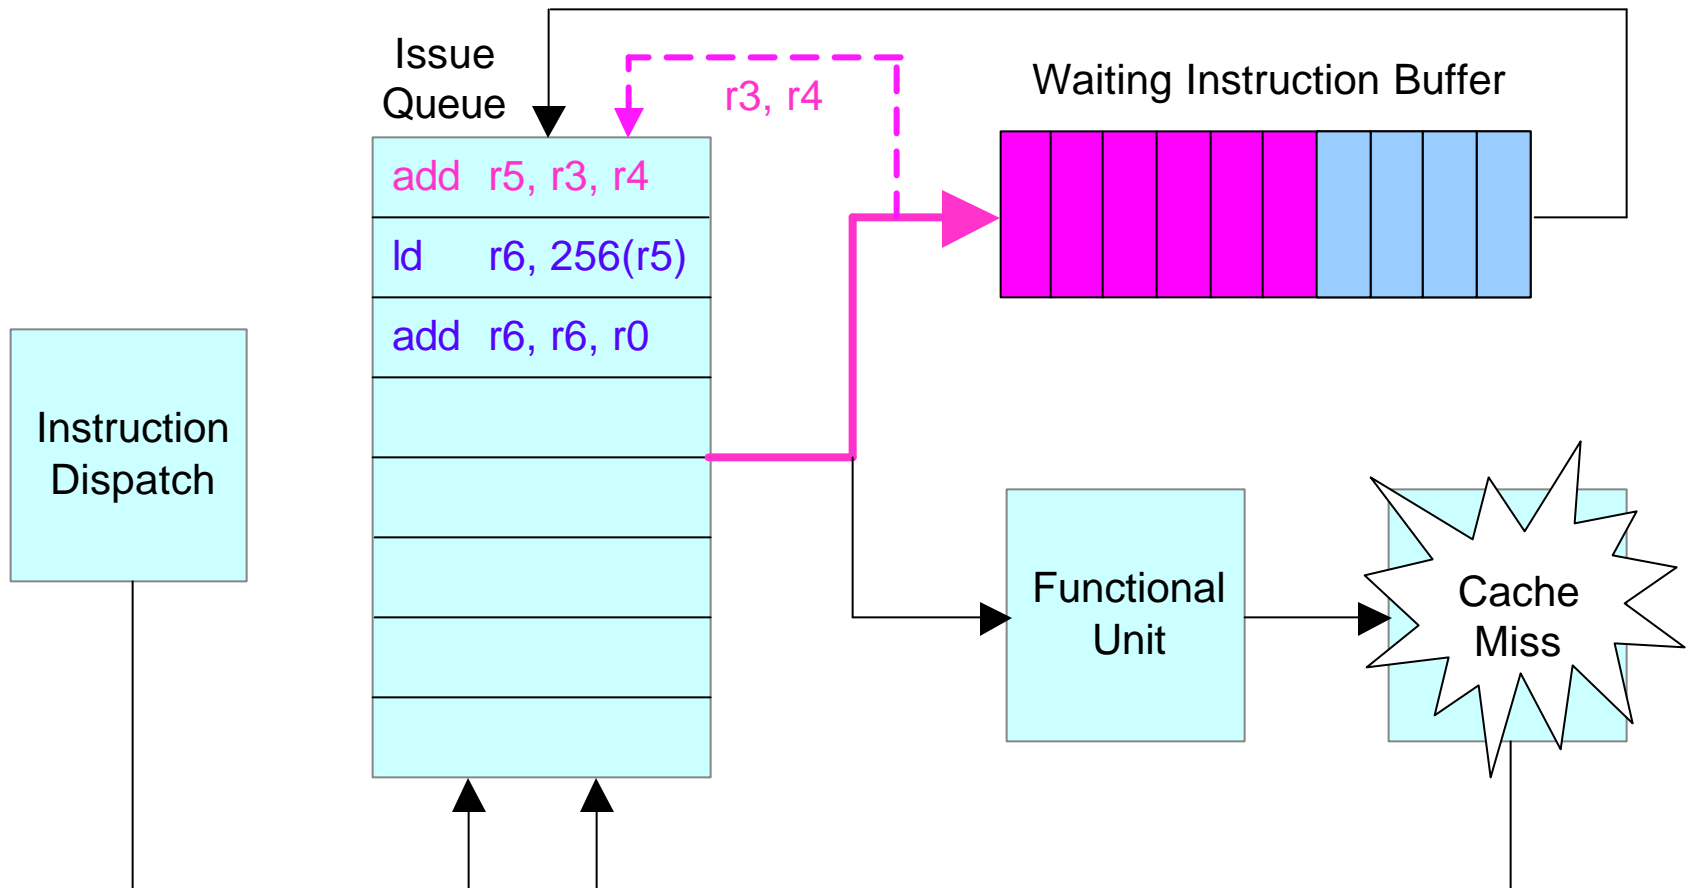 Issue
Queue
r3, r4
Waiting Instruction Buffer
add r5, r3, r4
ld r6, 256(r5)
add r6, r6, r0
Instruction
Dispatch
Functional
Unit
Cache
Miss